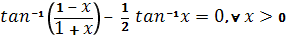 tan⁻¹((1 − x)/(1 + x)) − 1/2 tan⁻¹x = 0, ∀ x > 0